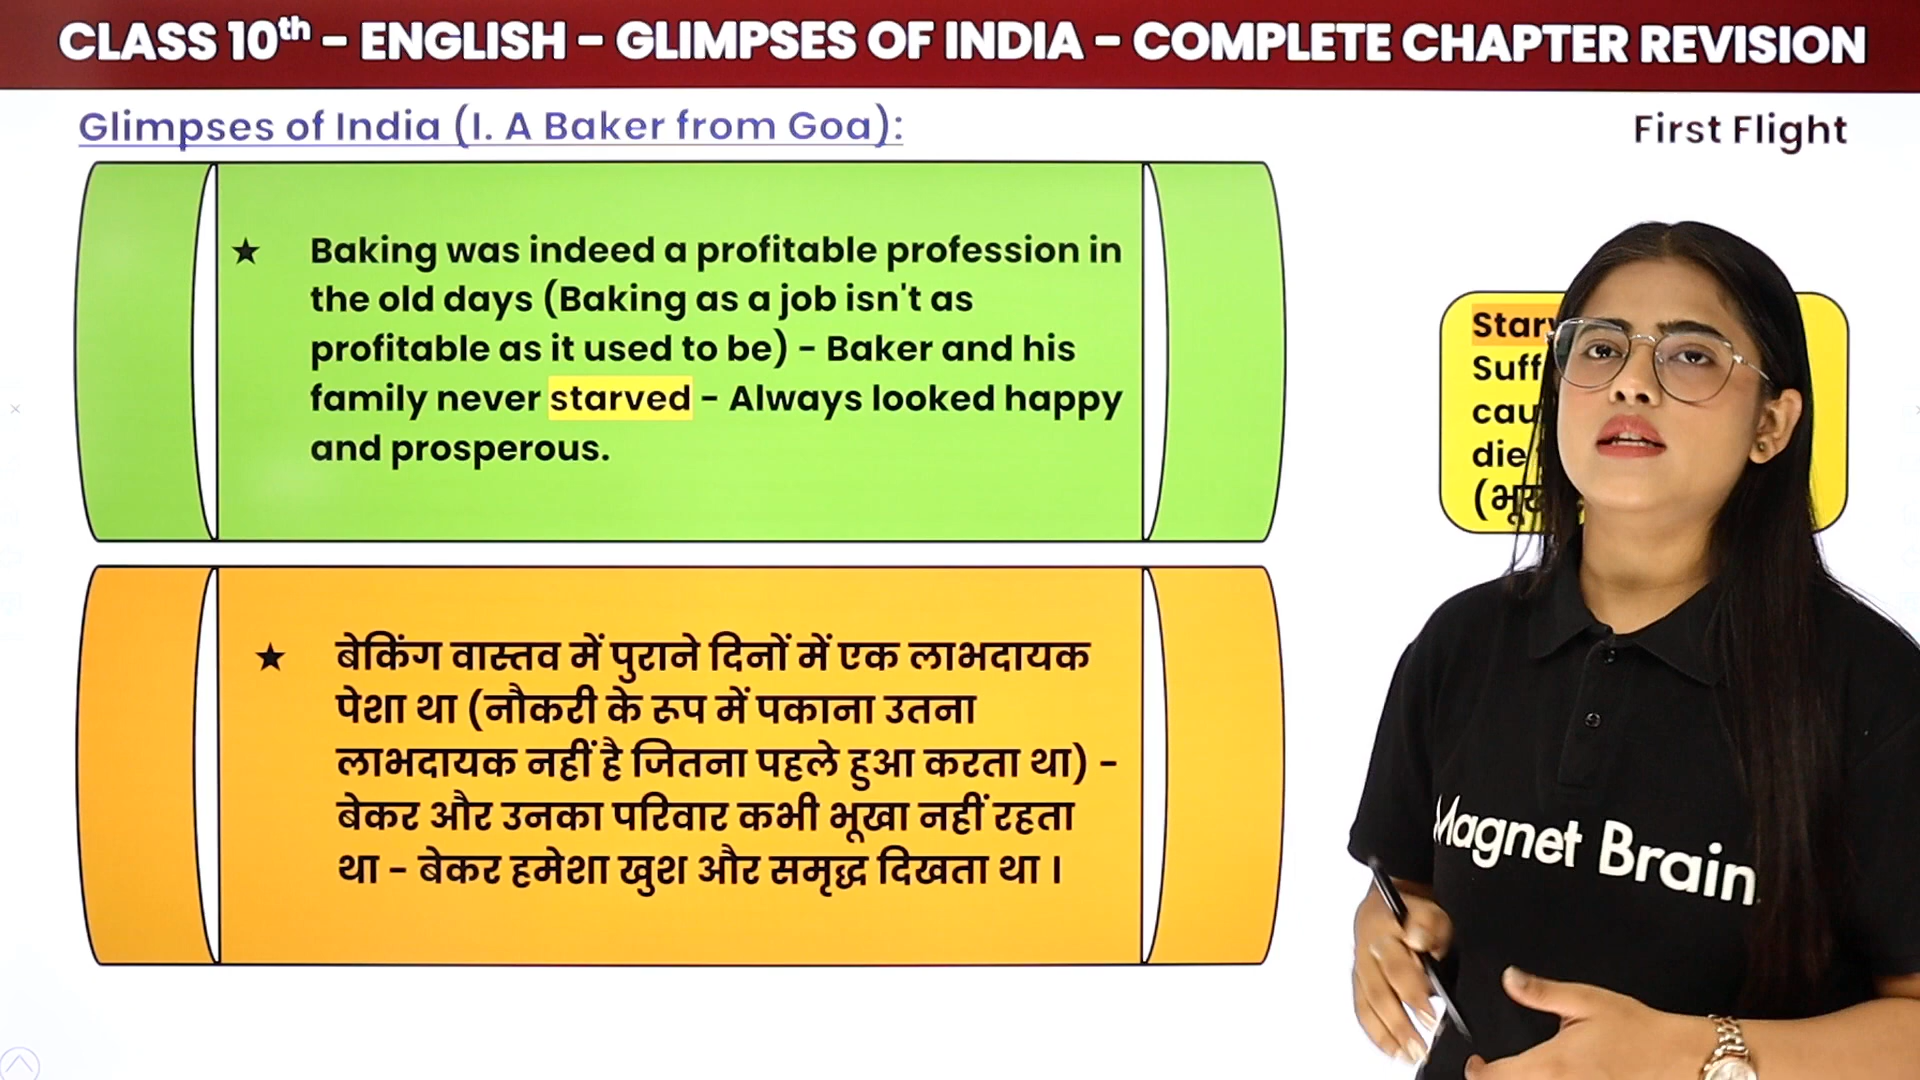 CLASS 10th - ENGLISH - GLIMPSES OF INDIA - COMPLETE CHAPTER REVISION
Glimpses of India (I. A Baker from Goa):
First Flight
★ Baking was indeed a profitable profession in
the old days (Baking as a job isn't as
profitable as it used to be) - Baker and his
family never starved - Always looked happy
and prosperous.
die
★ बेकिंग वास्तव में पुराने दिनों में एक लाभदायक
पेशा था (नौकरी के रूप में पकाना उतना
लाभदायक नहीं है जितना पहले हुआ करता था) -
बेकर और उनका परिवार कभी भूखा नहीं रहता
था - बेकर हमेशा खुश और समृद्ध दिखता था ।
Magnet Brain